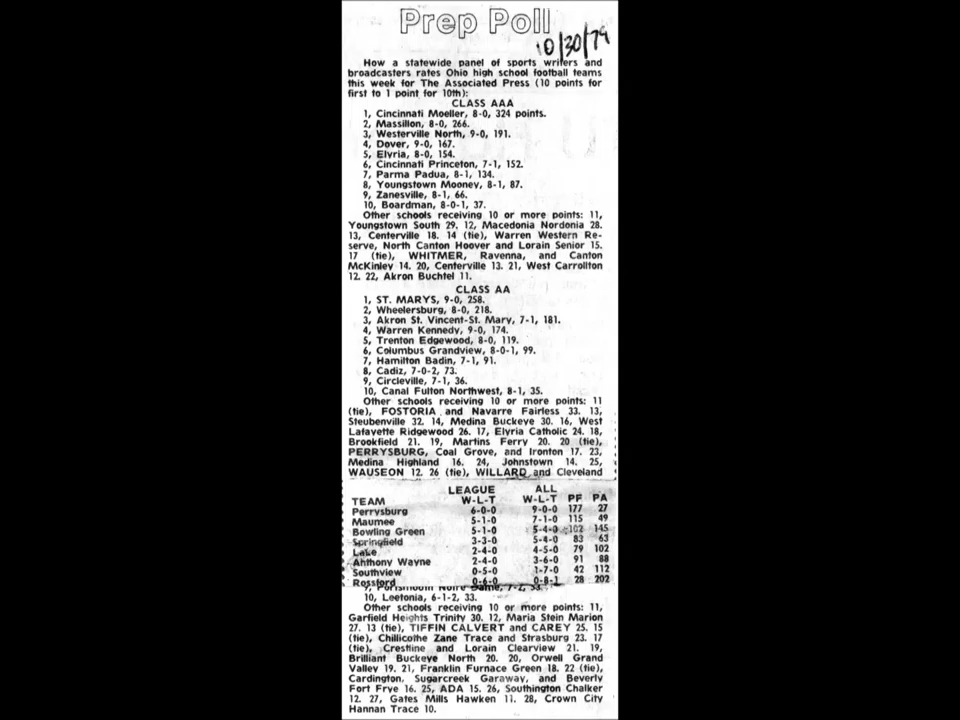 Prep Poll
10/30/79
How a statewide panel of sports writers and
broadcasters rates Ohio high school football teams
this week for The Associated Press (10 points for
first to 1 point for 10th):
CLASS AAA
1, Cincinnati Moeller, 8-0, 324 points.
2, Massillon, 8-0, 266.
3, Westerville North, 9-0, 191.
4, Dover, 9-0, 167.
5, Elyria, 8-0, 154.
6, Cincinnati Princeton, 7-1, 152.
7, Parma Padua, 8-1, 134.
8, Youngstown Mooney, 8-1, 87.
9, Zanesville, 8-1, 66.
10, Boardman, 8-0-1, 37.
Other schools receiving 10 or more points: 11,
Youngstown South 29. 12, Macedonia Nordonia 28.
13, Centerville 18. 14 (tie), Warren Western Re-
serve, North Canton Hoover and Lorain Senior 15.
17 (tie), WHITMER, Ravenna, and Canton
McKinley 14. 20, Centerville 13. 21, West Carrollton
12. 22, Akron Buchtel 11.
CLASS AA
1, ST. MARYS, 9-0, 258.
2, Wheelersburg, 8-0, 218.
3, Akron St. Vincent-St. Mary, 7-1, 181.
4, Warren Kennedy, 9-0, 174.
5, Trenton Edgewood, 8-0, 119.
6, Columbus Grandview, 8-0-1, 99.
7, Hamilton Badin, 7-1, 91.
8, Cadiz, 7-0-2, 73.
9, Circleville, 7-1, 36.
10, Canal Fulton Northwest, 8-1, 35.
Other schools receiving 10 or more points: 11
(tie), FOSTORIA and Navarre Fairless 33. 13,
Steubenville 32. 14, Medina Buckeye 30. 16, West
Lafayette Ridgewood 26. 17, Elyria Catholic 24. 18,
Brookfield 21. 19, Martins Ferry 20. 20 (tie),
PERRYSBURG, Coal Grove, and Ironton 17. 23,
Medina Highland 16. 24, Johnstown 14. 25,
WAUSEON 12. 26 (tie), WILLARD and Cleveland
LEAGUE ALL
TEAM W-L-T W-L-T PF PA
Perrysburg 6-0-0 9-0-0 177 27
Maumee 5-1-0 7-1-0 115 49
Bowling Green 5-1-0 5-4-0 102 145
Springfield 3-3-0 5-4-0 83 63
Lake 2-4-0 4-5-0 79 102
Anthony Wayne 2-4-0 3-6-0 91 88
Southview 0-5-0 1-7-0 42 112
Rossford 0-6-0 0-8-1 28 202
9, Portsmouth Notre Dame, 7-2,
10, Leetonia, 6-1-2, 33.
Other schools receiving 10 or more points: 11,
Garfield Heights Trinity 30. 12, Maria Stein Marion
27. 13 (tie), TIFFIN CALVERT and CAREY 25. 15
(tie), Chillicothe Zane Trace and Strasburg 23. 17
(tie), Crestline and Lorain Clearview 21. 19,
Brilliant Buckeye North 20. 20, Orwell Grand
Valley 19. 21, Franklin Furnace Green 18. 22 (tie),
Cardington, Sugarcreek Garaway, and Beverly
Fort Frye 16. 25, ADA 15. 26, Southington Chalker
12. 27, Gates Mills Hawken 11. 28, Crown City
Hannan Trace 10.